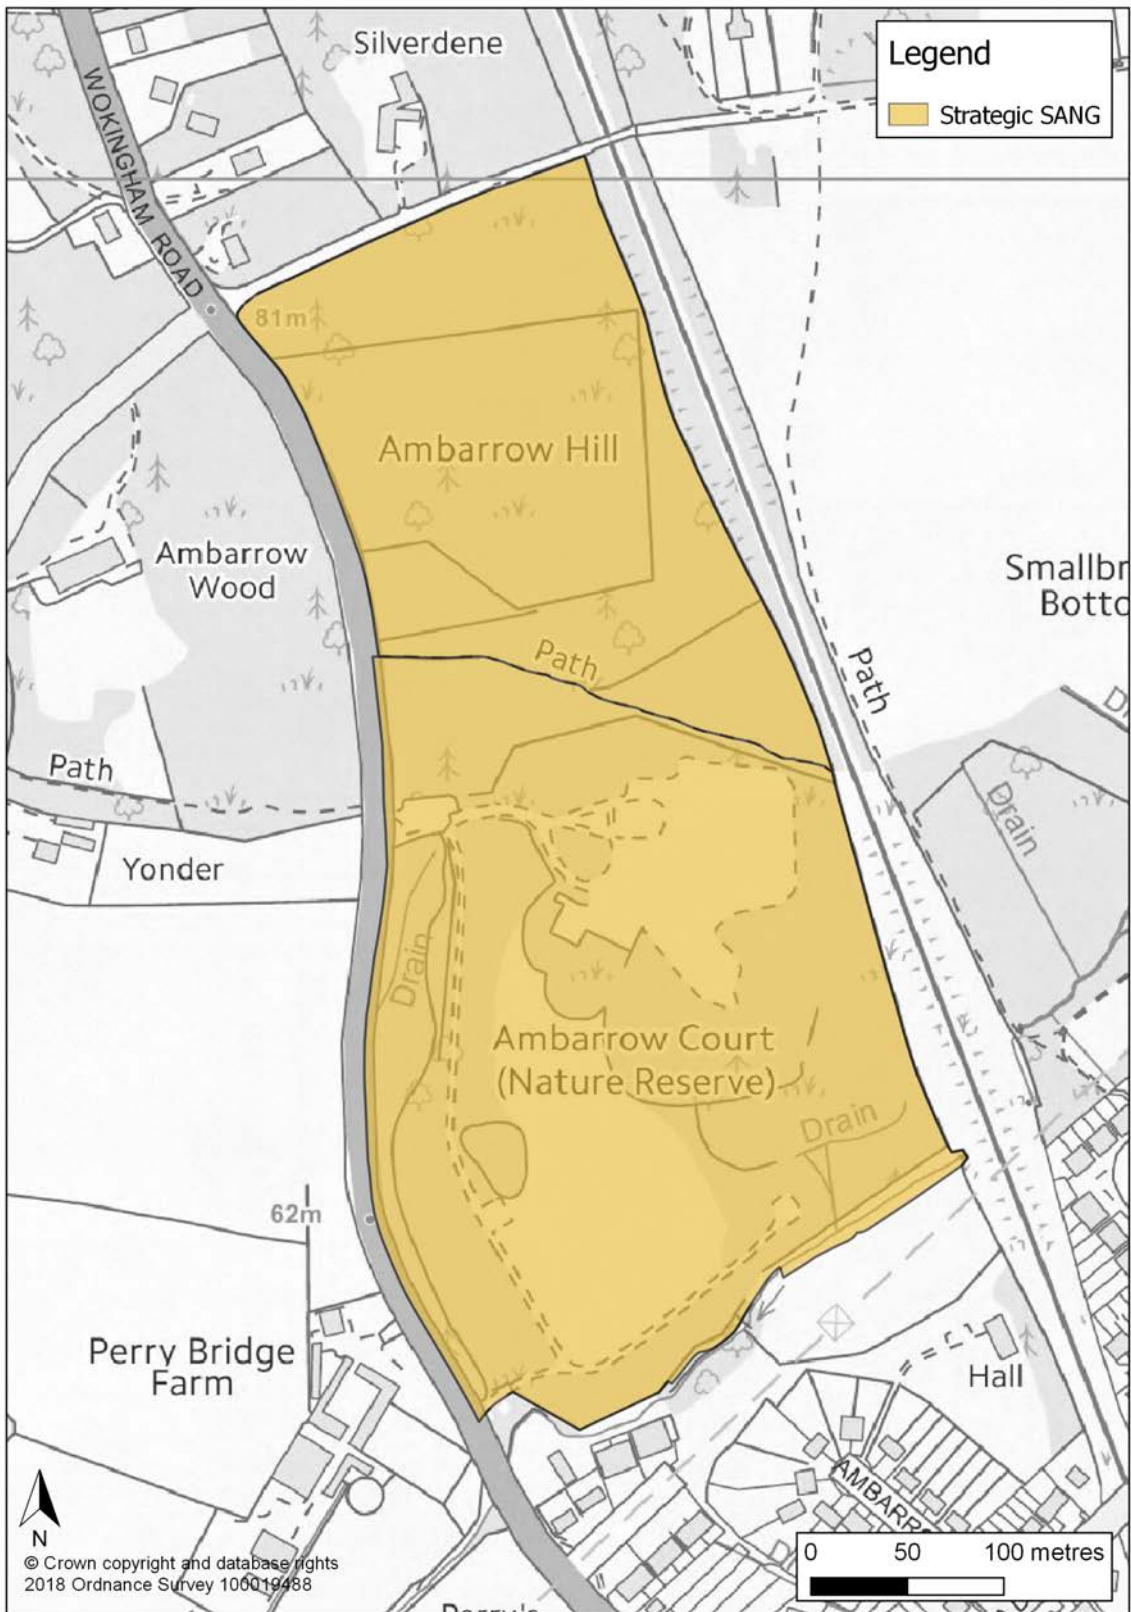 Silverdene
Legend
Strategic SANG
WOKINGHAM ROAD
81m
Ambarrow Hill
Ambarrow
Wood
Smallbr
Botto
Path
Path
Path
Drain
Yonder
Drain
Ambarrow Court
(Nature Reserve)
Drain
62m
Perry Bridge
Farm
Hall
AMBARR
N
0 50 100 metres
© Crown copyright and database rights
2018 Ordnance Survey 100019488